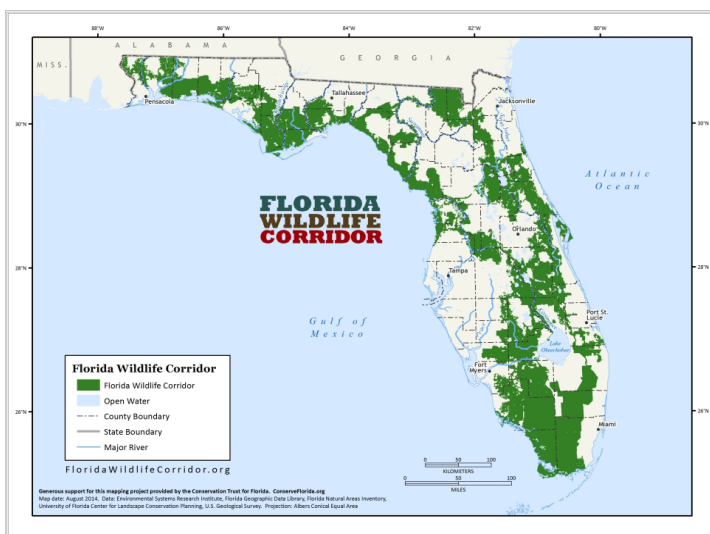 88°W
86°W
84°W
82°W
80°W
A L A B A M A
G E O R G I A
MISS.
Tallahassee
Pensacola
Jacksonville
30°N
30°N
Atlantic
Ocean
FLORIDA
WILDLIFE
CORRIDOR
Orlando
28°N
28°N
Tampa
Gulf of
Mexico
Port St.
Lucie
Lake
Okeechobee
Fort
Myers
Florida Wildlife Corridor
Florida Wildlife Corridor
Open Water
County Boundary
State Boundary
Major River
26°N
26°N
Miami
FloridaWildlifeCorridor.org
0 50 100
KILOMETERS
0 50 100
MILES
Generous support for this mapping project provided by the Conservation Trust for Florida. ConserveFlorida.org
Map date: August 2014. Data: Environmental Systems Research Institute, Florida Geographic Data Library, Florida Natural Areas Inventory,
University of Florida Center for Landscape Conservation Planning, U.S. Geological Survey. Projection: Albers Conical Equal Area